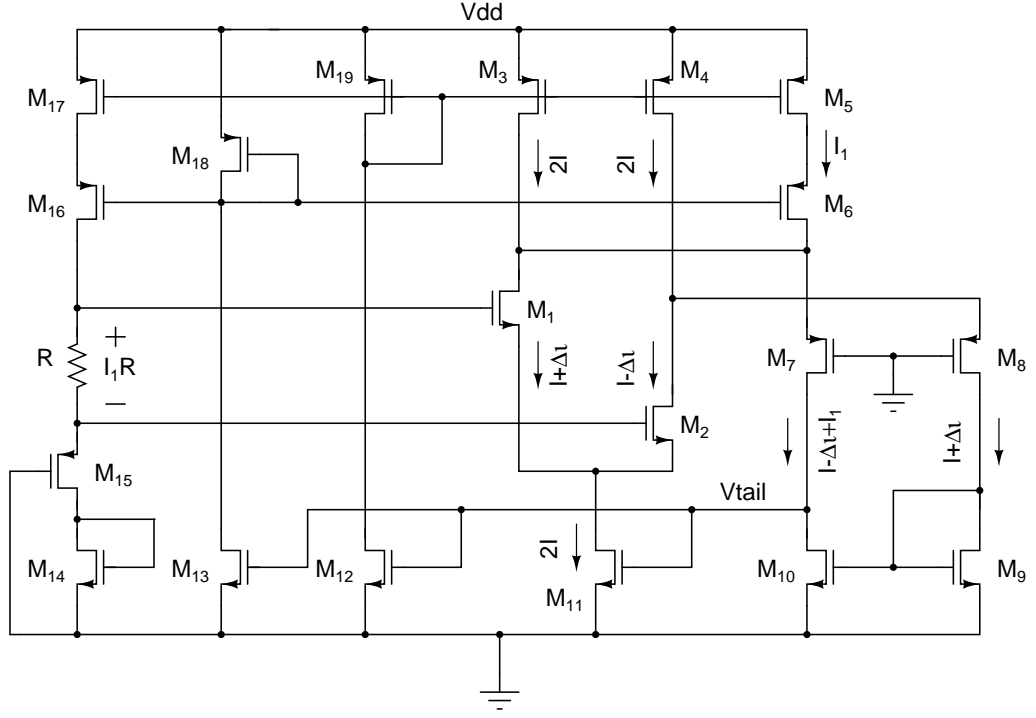 Vdd
M17
M19
M3
M4
M5
M18
2I
2I
I1
M16
M6
M1
R
+
I1R
−
I+Δι
I-Δι
M7
M8
M2
M15
I-Δι+I1
I+Δι
Vtail
M14
M13
M12
2I
M11
M10
M9